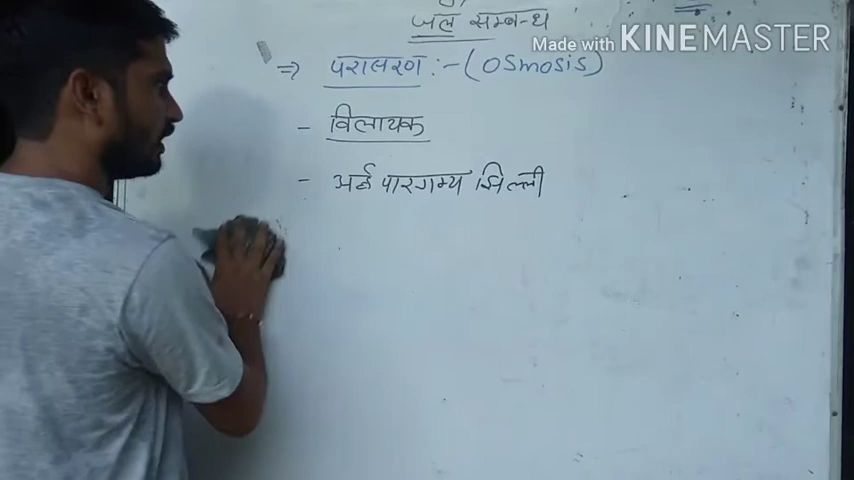 जल सम्बन्ध
Made with KINEMASTER
⇒ परासरण :- (Osmosis)
- विलायक
- अर्द्ध पारगम्य झिल्ली